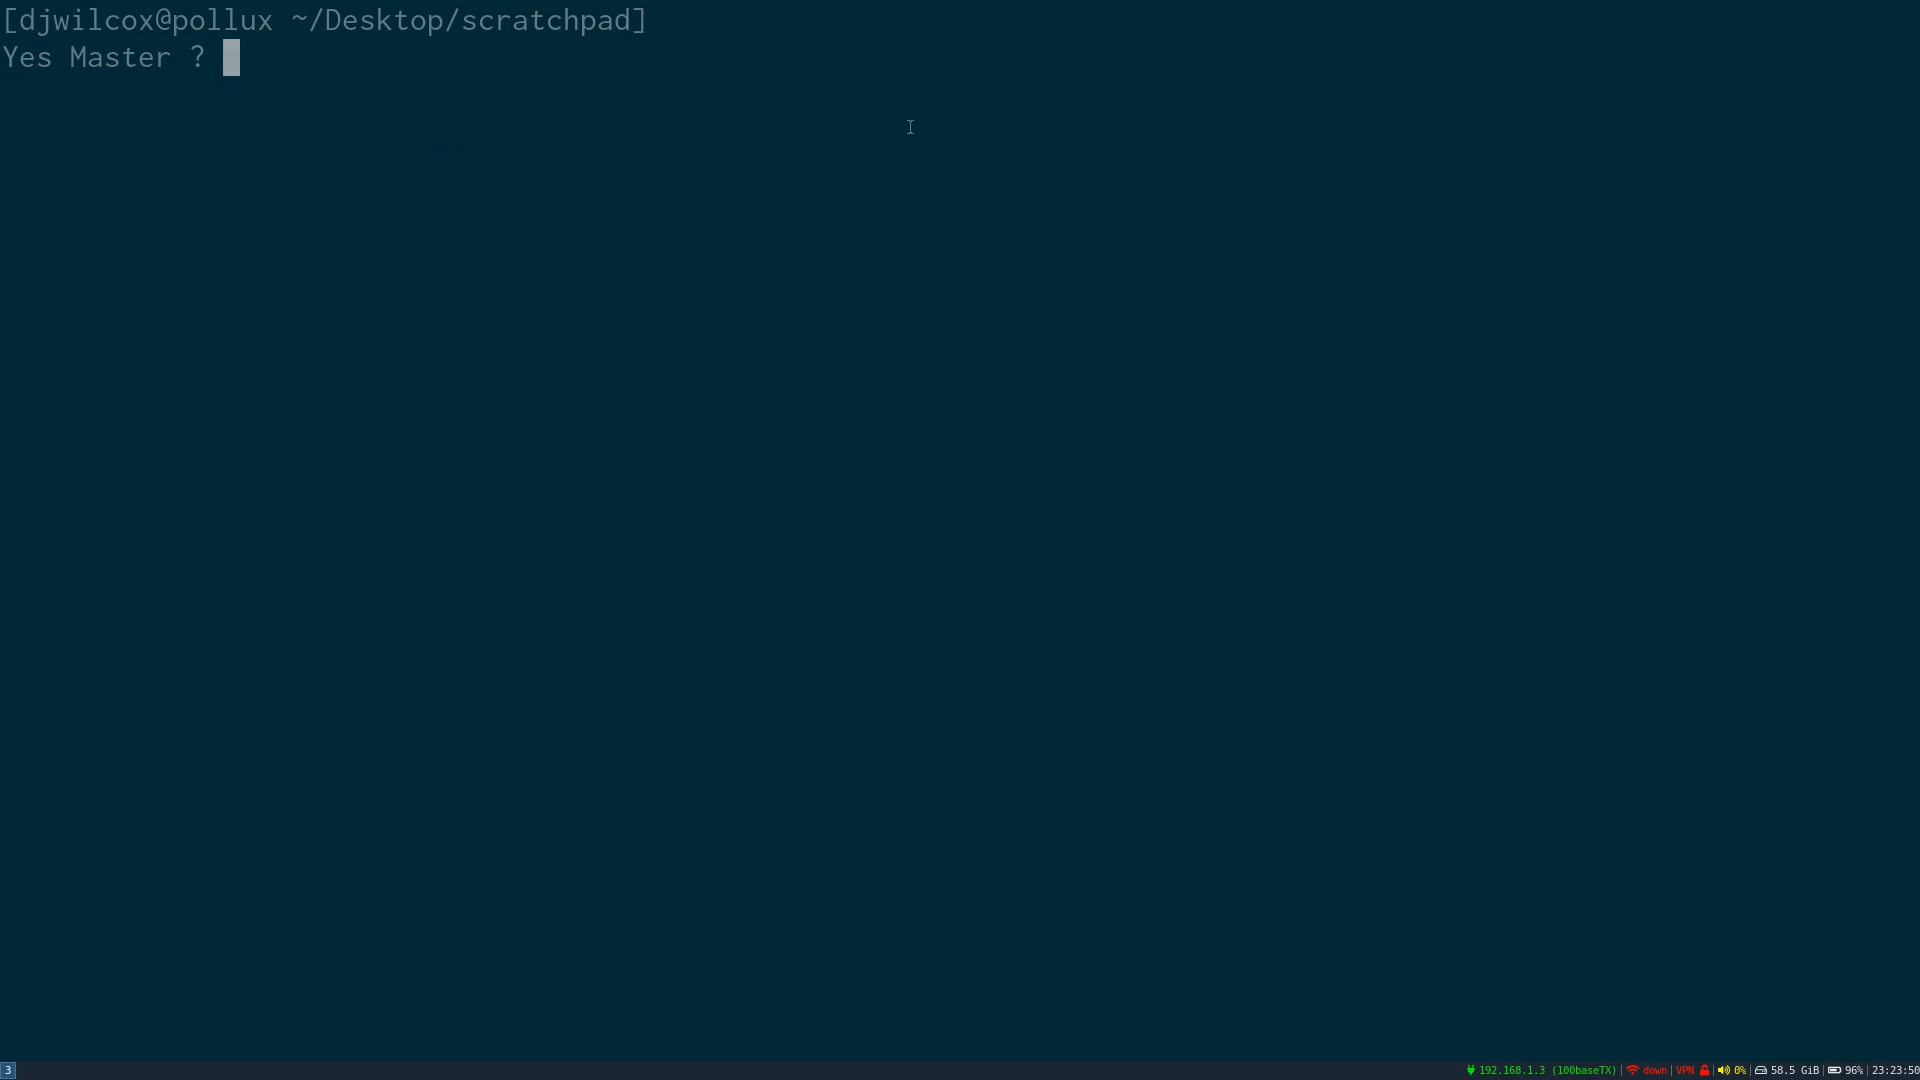 [djwilcox@pollux ~/Desktop/scratchpad]
Yes Master ?
3 192.168.1.3 (100baseTX)| down|VPN | 0%| 58.5 GiB| 96%|23:23:50